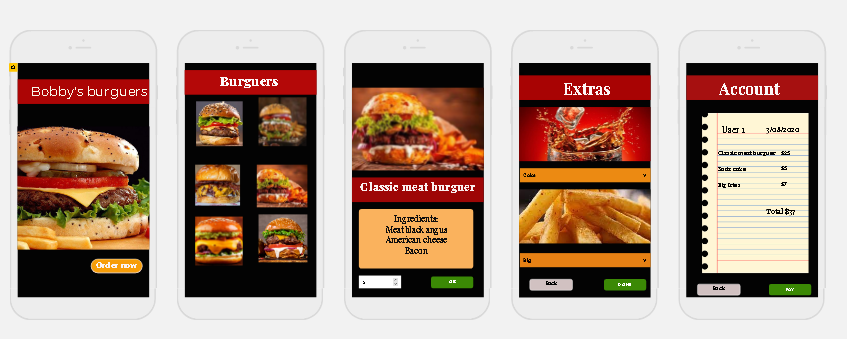 Bobby's burguers
Order now
Burguers
Classic meat burguer
Ingredients:
Meat black angus
American cheese
Bacon
OK
Extras
Coke
Big
Back
DONE
Account
User 1 3/08/2020
Classic meat burguer $25
Soda coke $5
Big fries $7
Total $37
Back
PAY